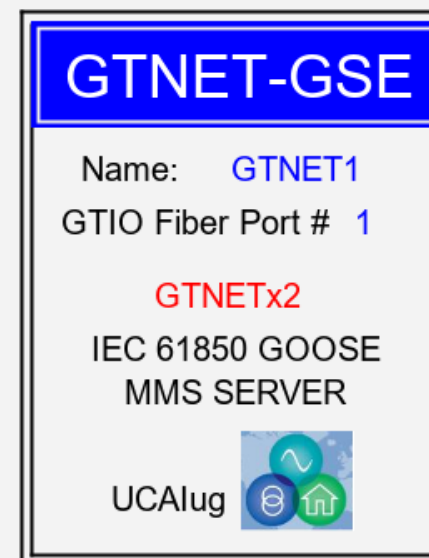 GTNET-GSE
Name: GTNET1
GTIO Fiber Port # 1
GTNETx2
IEC 61850 GOOSE
MMS SERVER
UCAIug